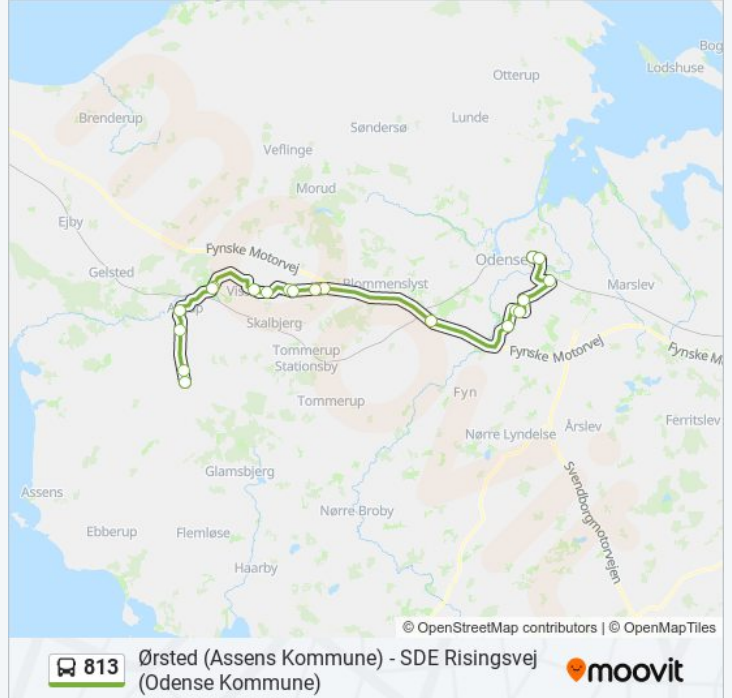 Bog
Lodshuse
Otterup
Brenderup
Lunde
Søndersø
Veflinge
Morud
Ejby
Fynske Motorvej
Odense
Gelsted
Blommenslyst
Marslev
Viss
Skalbjerg
Tommerup
Stationsby
Fynske Motorvej
Fynske M
Tommerup
Fyn
Nørre Lyndelse
Årslev
Ferritslev
Glamsbjerg
Svendborgmotorvejen
Assens
Nørre Broby
Ebberup
Flemløse
Haarby
moovit
© OpenStreetMap contributors | © OpenMapTiles
813
Ørsted (Assens Kommune) - SDE Risingsvej
(Odense Kommune)
moovit